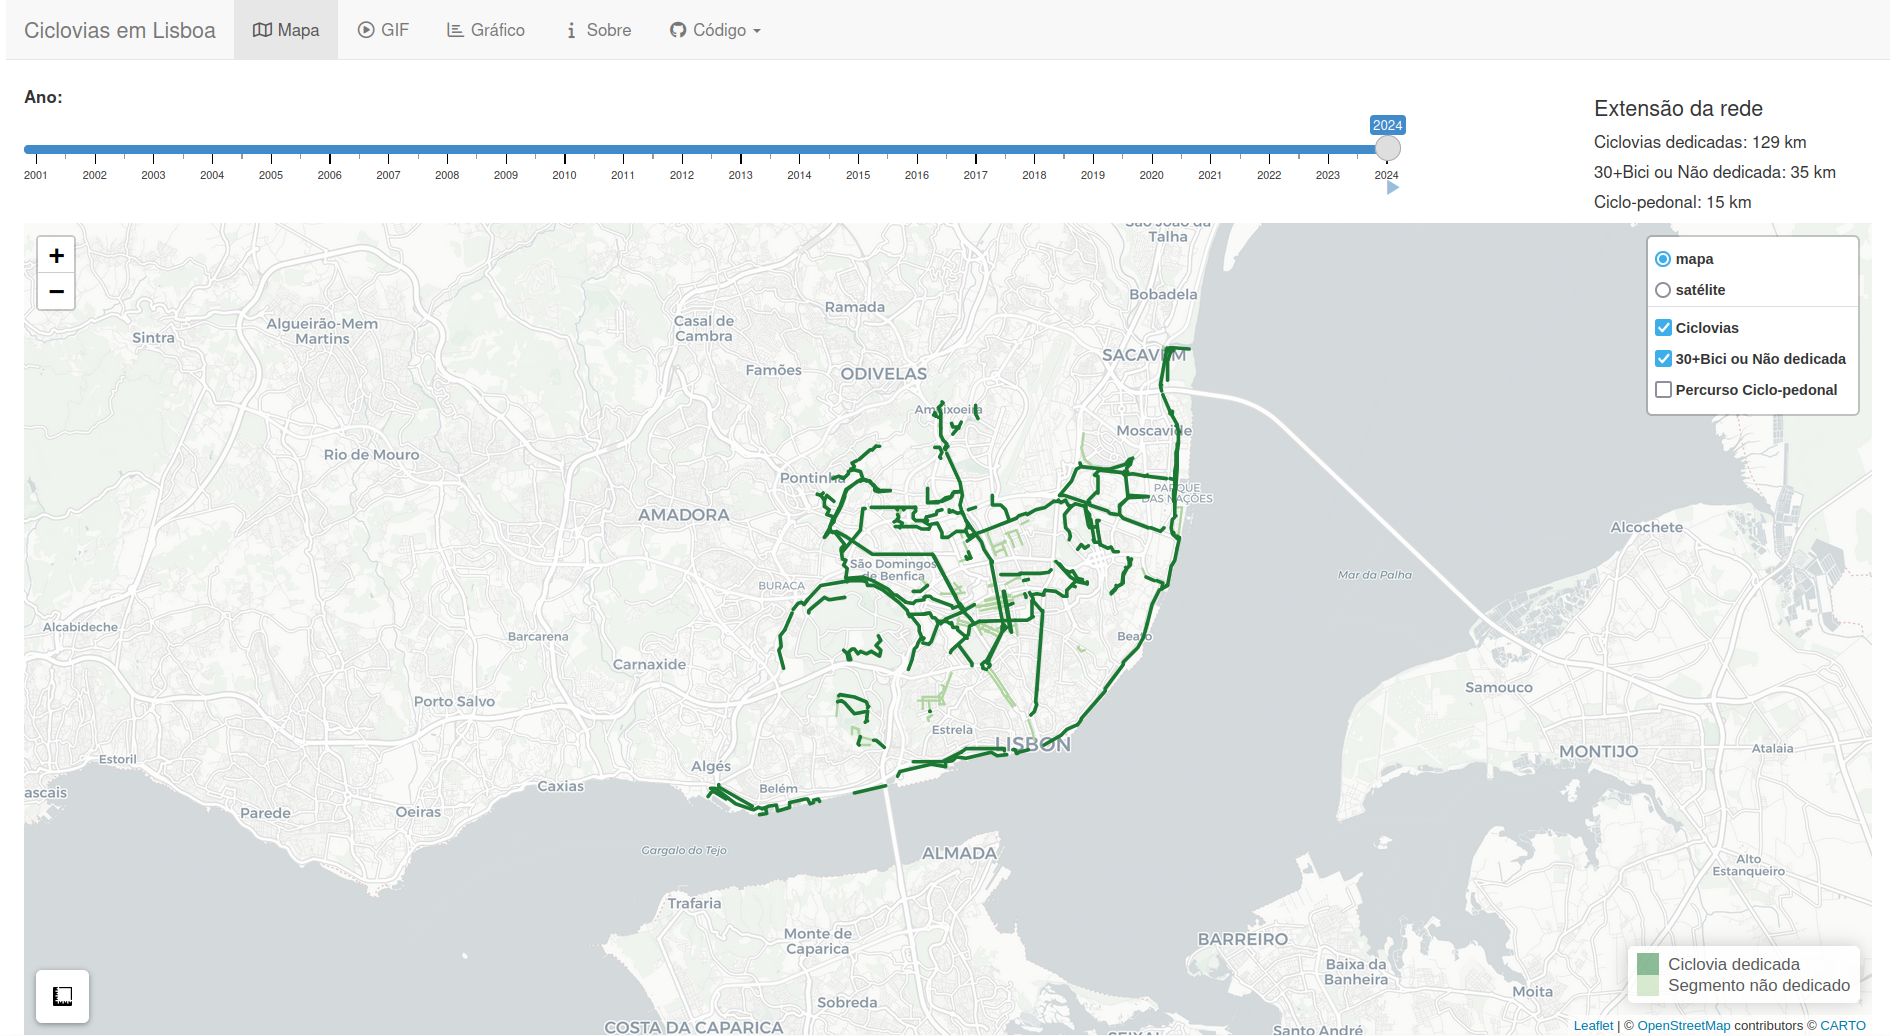 Ciclovias em Lisboa
Mapa
GIF
Gráfico
Sobre
Código
Ano:
2024
2001 2002 2003 2004 2005 2006 2007 2008 2009 2010 2011 2012 2013 2014 2015 2016 2017 2018 2019 2020 2021 2022 2023 2024
Extensão da rede
Ciclovias dedicadas: 129 km
30+Bici ou Não dedicada: 35 km
Ciclo-pedonal: 15 km
+
−
mapa
satélite
Ciclovias
30+Bici ou Não dedicada
Percurso Ciclo-pedonal
São João da
Talha
Bobadela
Ramada
Casal de
Cambra
Algueirão-Mem
Martins
Sintra
SACAVÉM
Famões
ODIVELAS
Ameixoeira
Moscavide
Rio de Mouro
Pontinha
PARQUE
DAS NAÇÕES
AMADORA
Alcochete
São Domingos
de Benfica
Mar da Palha
BURACA
Alcabideche
Barcarena
Beato
Carnaxide
Samouco
Porto Salvo
Estrela
LISBON
MONTIJO
Atalaia
Estoril
Algés
Caxias
Belém
ascais
Parede
Oeiras
Gargalo do Tejo
ALMADA
Alto
Estanqueiro
Trafaria
Monte de
Caparica
BARREIRO
Baixa da
Banheira
Moita
Sobreda
COSTA DA CAPARICA
SEIXAL
Santo André
Ciclovia dedicada
Segmento não dedicado
Leaflet | © OpenStreetMap contributors © CARTO